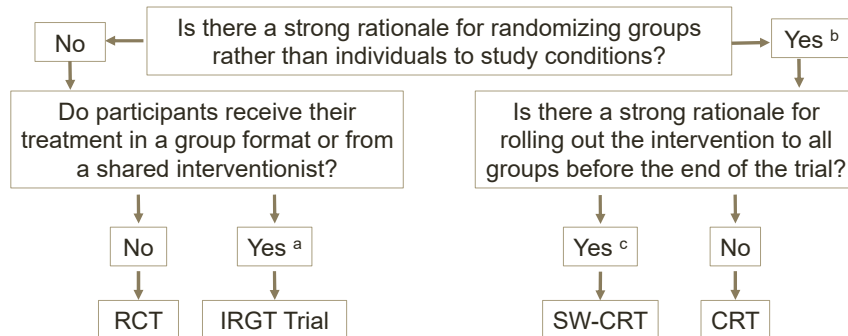 Is there a strong rationale for randomizing groups
rather than individuals to study conditions?
No
Yes ᵇ
Do participants receive their
treatment in a group format or from
a shared interventionist?
Is there a strong rationale for
rolling out the intervention to all
groups before the end of the trial?
No
Yes ᵃ
Yes ᶜ
No
RCT
IRGT Trial
SW-CRT
CRT